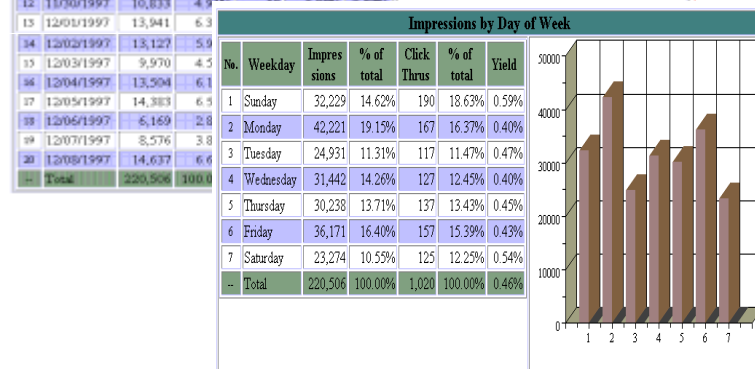 12 11/30/1997 10,833 4.9
13 12/01/1997 13,941 6.3
14 12/02/1997 13,127 5.9
15 12/03/1997 9,970 4.5
16 12/04/1997 13,504 6.1
17 12/05/1997 14,383 6.5
18 12/06/1997 6,169 2.8
19 12/07/1997 8,576 3.8
20 12/08/1997 14,637 6.6
-- Total 220,506 100.0
Impressions by Day of Week
No. Weekday Impres sions % of total Click Thrus % of total Yield
1 Sunday 32,229 14.62% 190 18.63% 0.59%
2 Monday 42,221 19.15% 167 16.37% 0.40%
3 Tuesday 24,931 11.31% 117 11.47% 0.47%
4 Wednesday 31,442 14.26% 127 12.45% 0.40%
5 Thursday 30,238 13.71% 137 13.43% 0.45%
6 Friday 36,171 16.40% 157 15.39% 0.43%
7 Saturday 23,274 10.55% 125 12.25% 0.54%
-- Total 220,506 100.00% 1,020 100.00% 0.46%
50000
40000
30000
20000
10000
0
1 2 3 4 5 6 7